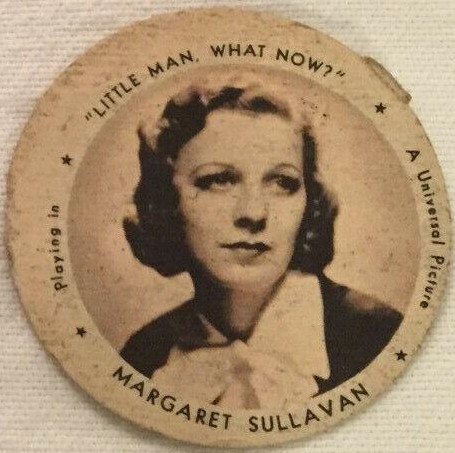 Playing in
"LITTLE MAN, WHAT NOW?"
A Universal Picture
MARGARET SULLAVAN